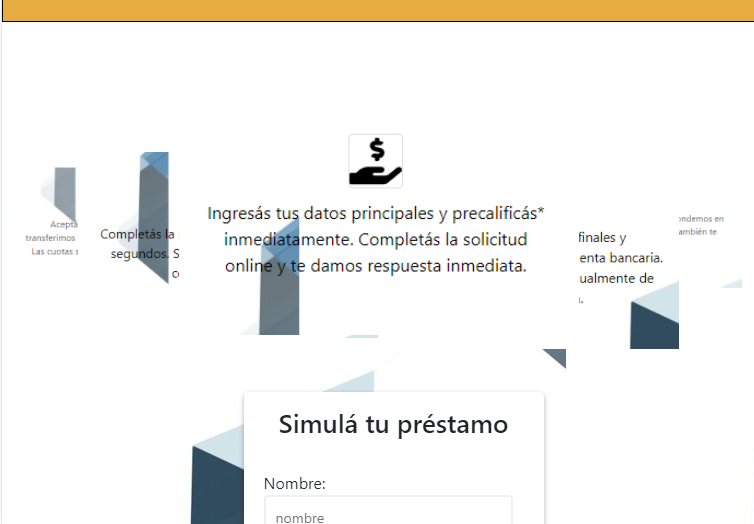 Ingresás tus datos principales y precalificás*
inmediatamente. Completás la solicitud
online y te damos respuesta inmediata.
Acepta
transferimos
Las cuotas
Completás la
segundos. S
finales y
enta bancaria.
ualmente de
ondemos en
ambién te
Simulá tu préstamo
Nombre:
nombre